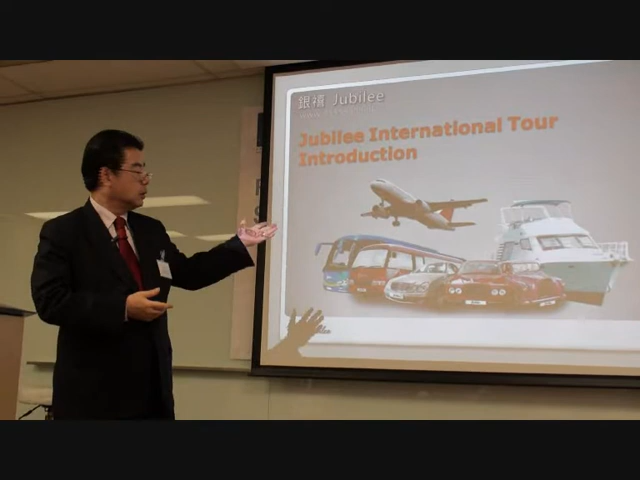 銀禧 Jubilee
Jubilee International Tour
Introduction